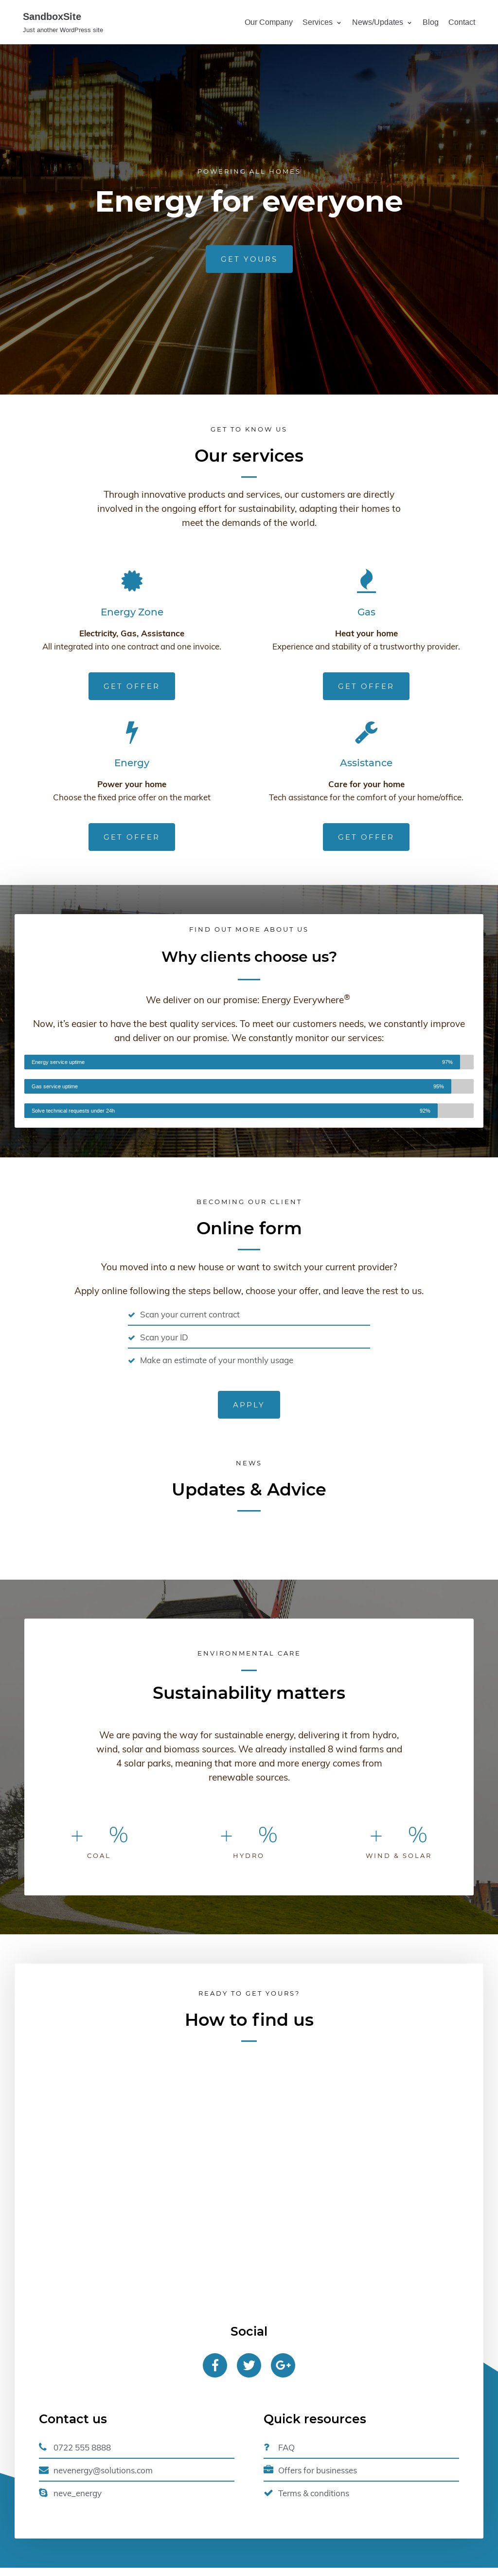 SandboxSite
Just another WordPress site
Our Company Services News/Updates Blog Contact
POWERING ALL HOMES
Energy for everyone
GET YOURS
GET TO KNOW US
Our services
Through innovative products and services, our customers are directly
involved in the ongoing effort for sustainability, adapting their homes to
meet the demands of the world.
Energy Zone
Electricity, Gas, Assistance
All integrated into one contract and one invoice.
GET OFFER
Gas
Heat your home
Experience and stability of a trustworthy provider.
GET OFFER
Energy
Power your home
Choose the fixed price offer on the market
GET OFFER
Assistance
Care for your home
Tech assistance for the comfort of your home/office.
GET OFFER
FIND OUT MORE ABOUT US
Why clients choose us?
We deliver on our promise: Energy Everywhere®
Now, it’s easier to have the best quality services. To meet our customers needs, we constantly improve
and deliver on our promise. We constantly monitor our services:
Energy service uptime 97%
Gas service uptime 95%
Solve technical requests under 24h 92%
BECOMING OUR CLIENT
Online form
You moved into a new house or want to switch your current provider?
Apply online following the steps bellow, choose your offer, and leave the rest to us.
Scan your current contract
Scan your ID
Make an estimate of your monthly usage
APPLY
NEWS
Updates & Advice
ENVIRONMENTAL CARE
Sustainability matters
We are paving the way for sustainable energy, delivering it from hydro,
wind, solar and biomass sources. We already installed 8 wind farms and
4 solar parks, meaning that more and more energy comes from
renewable sources.
+ %
COAL
+ %
HYDRO
+ %
WIND & SOLAR
READY TO GET YOURS?
How to find us
Social
Contact us
0722 555 8888
nevenergy@solutions.com
neve_energy
Quick resources
FAQ
Offers for businesses
Terms & conditions